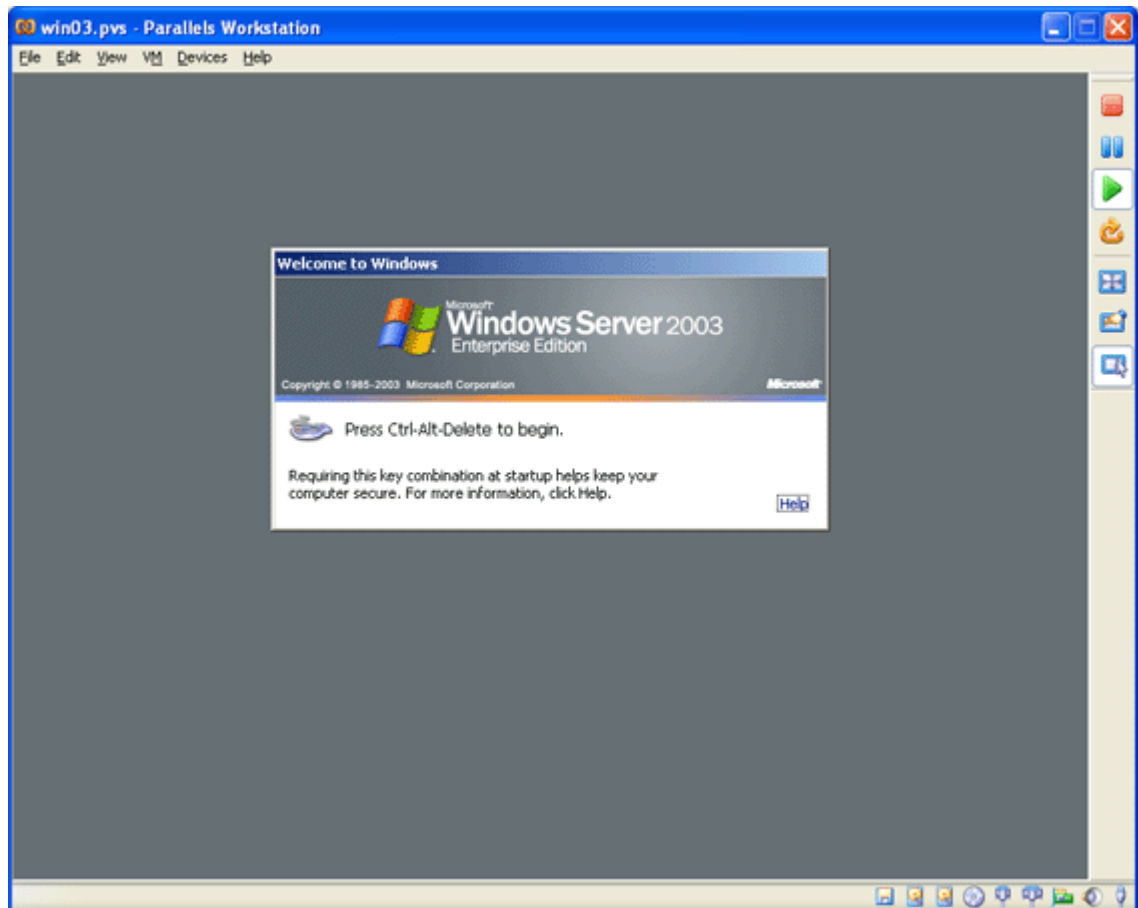 win03.pvs - Parallels Workstation
File Edit View VM Devices Help
Welcome to Windows
Microsoft
Windows Server 2003
Enterprise Edition
Copyright © 1985-2003 Microsoft Corporation
Microsoft
Press Ctrl-Alt-Delete to begin.
Requiring this key combination at startup helps keep your
computer secure. For more information, click Help.
Help